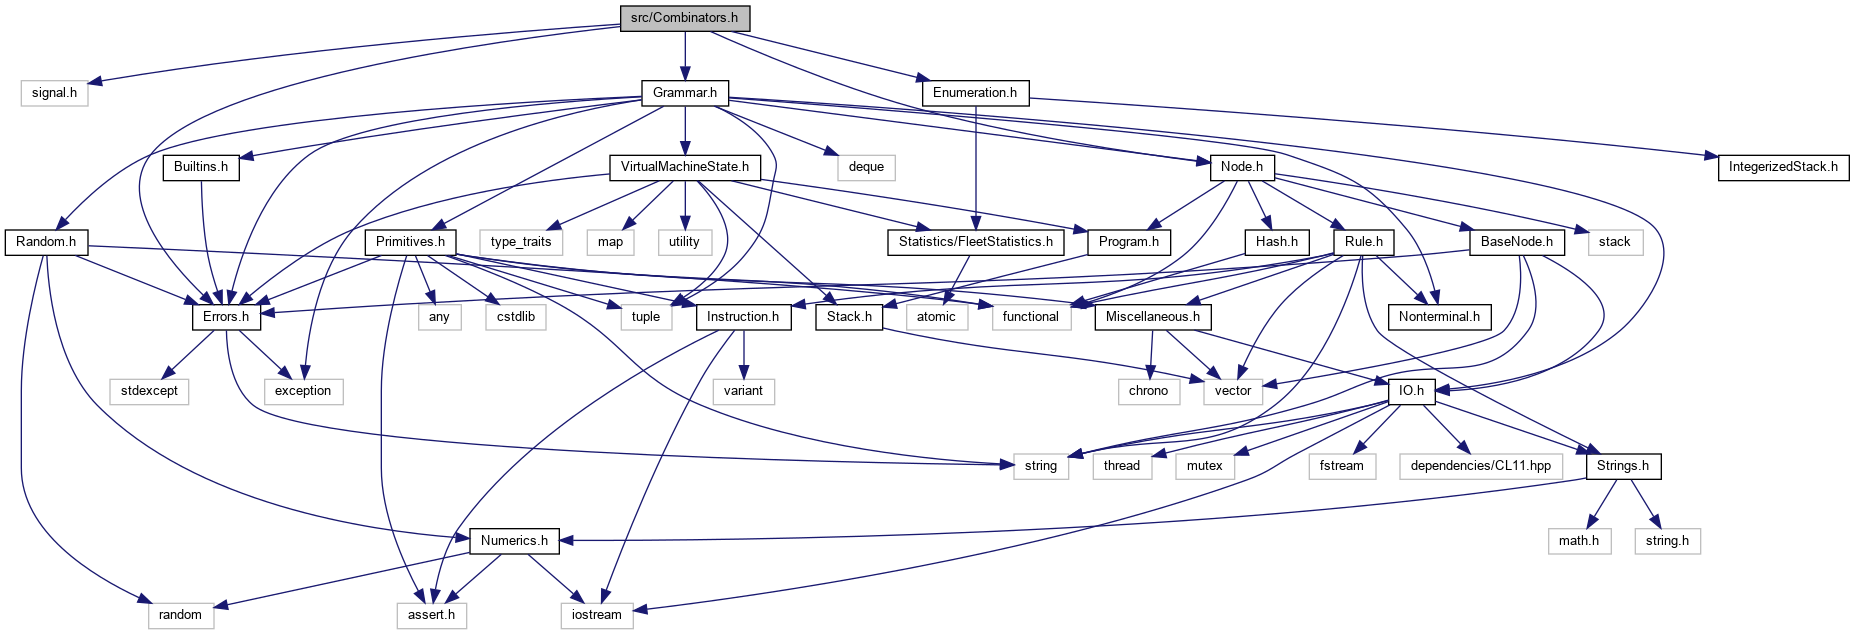 src/Combinators.h
signal.h
Grammar.h
Enumeration.h
Builtins.h
VirtualMachineState.h
deque
Node.h
IntegerizedStack.h
Random.h
Primitives.h
type_traits
map
utility
Statistics/FleetStatistics.h
Program.h
Hash.h
Rule.h
BaseNode.h
stack
Errors.h
any
cstdlib
tuple
Instruction.h
Stack.h
atomic
functional
Miscellaneous.h
Nonterminal.h
stdexcept
exception
variant
chrono
vector
IO.h
string
thread
mutex
fstream
dependencies/CL11.hpp
Strings.h
Numerics.h
math.h
string.h
random
assert.h
iostream